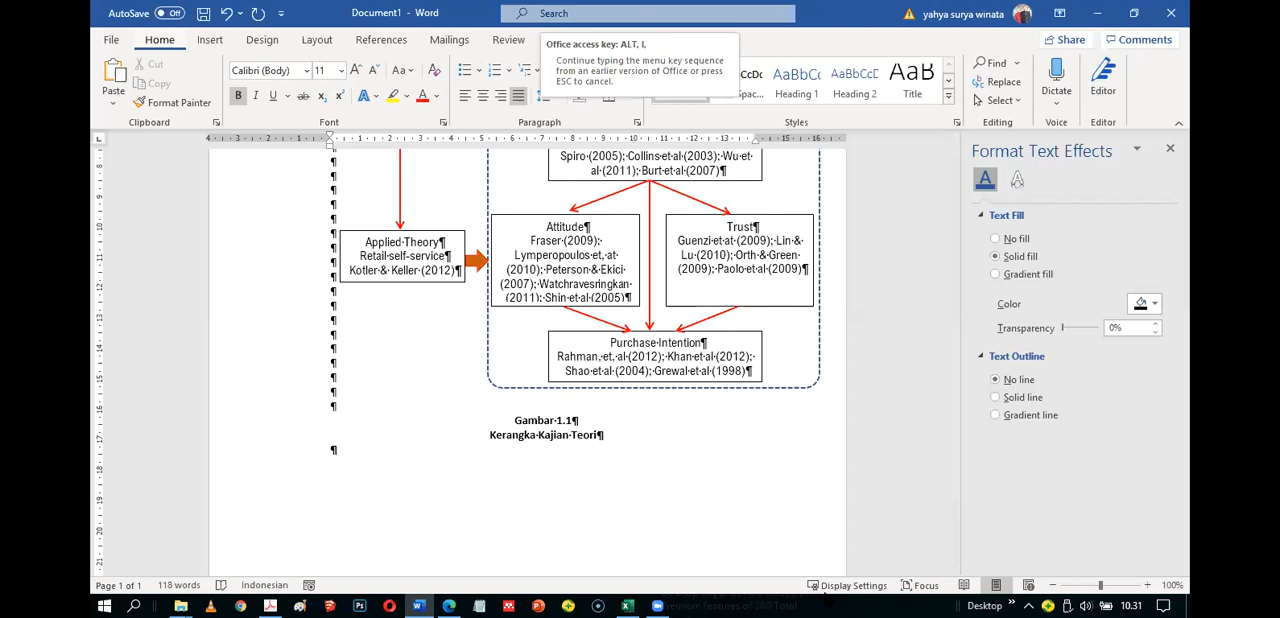 AutoSave Off Document1 - Word Search yahya surya winata
File Home Insert Design Layout References Mailings Review Share Comments
Office access key: ALT, I,
Continue typing the menu key sequence
from an earlier version of Office or press
ESC to cancel.
Paste Cut Copy Format Painter
Calibri (Body) 11
Heading 1 Heading 2 Title
Find Replace Select
Dictate Editor
Clipboard Font Paragraph Styles Editing Voice Editor
Spiro·(2005);·Collins·et·al·(2003);·Wu·et·
al·(2011);·Burt·et·al·(2007)¶
Applied·Theory¶
Retail·self-service¶
Kotler·&·Keller·(2012)¶
Attitude¶
Fraser·(2009);·
Lymperopoulos·et,·at·
(2010);·Peterson·&·Ekici·
(2007);·Watchravesringkan·
(2011);·Shin·et·al·(2005)¶
Trust¶
Guenzi·et·at·(2009);·Lin·&·
Lu·(2010);·Orth·&·Green·
(2009);·Paolo·et·al·(2009)¶
Purchase·Intention¶
Rahman,·et,·al·(2012);·Khan·et·al·(2012);·
Shao·et·al·(2004);·Grewal·et·al·(1998)¶
Gambar·1.1¶
Kerangka·Kajian·Teori¶
Format Text Effects
Text Fill
No fill
Solid fill
Gradient fill
Color
Transparency 0%
Text Outline
No line
Solid line
Gradient line
Page 1 of 1 118 words Indonesian Display Settings Focus 100%
Desktop 10.31